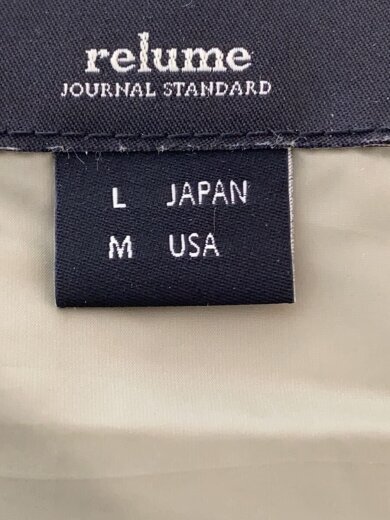 relume
JOURNAL STANDARD
L JAPAN
M USA